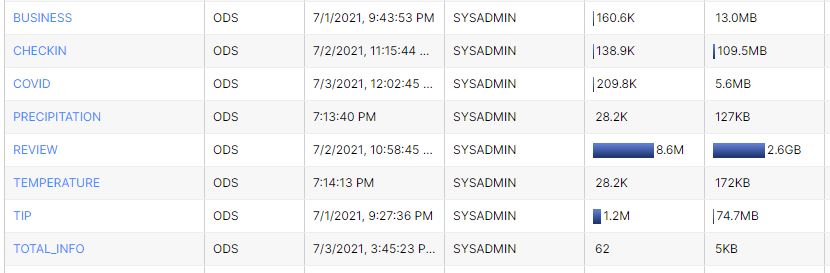 BUSINESS ODS 7/1/2021, 9:43:53 PM SYSADMIN 160.6K 13.0MB
CHECKIN ODS 7/2/2021, 11:15:44 ... SYSADMIN 138.9K 109.5MB
COVID ODS 7/3/2021, 12:02:45 ... SYSADMIN 209.8K 5.6MB
PRECIPITATION ODS 7:13:40 PM SYSADMIN 28.2K 127KB
REVIEW ODS 7/2/2021, 10:58:45 ... SYSADMIN 8.6M 2.6GB
TEMPERATURE ODS 7:14:13 PM SYSADMIN 28.2K 172KB
TIP ODS 7/1/2021, 9:27:36 PM SYSADMIN 1.2M 74.7MB
TOTAL_INFO ODS 7/3/2021, 3:45:23 P... SYSADMIN 62 5KB